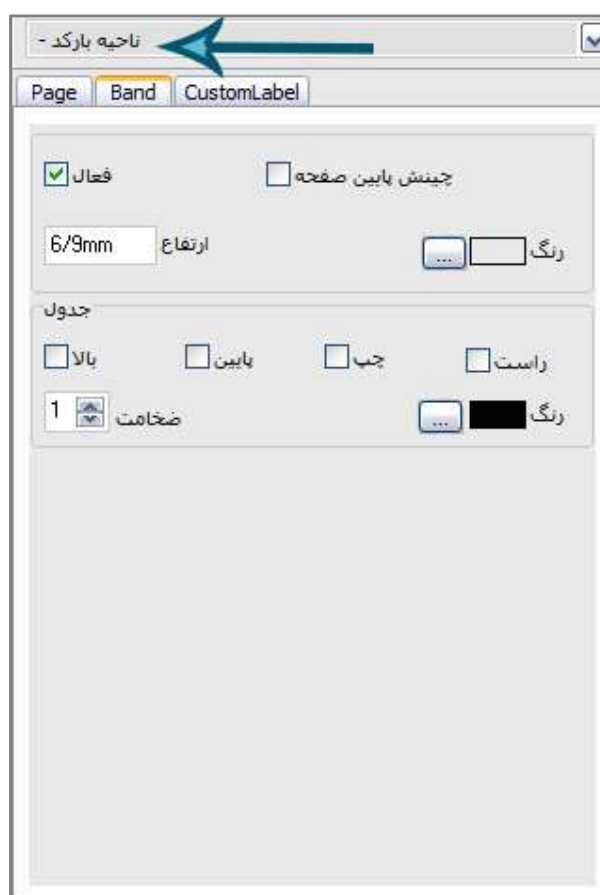 ناحیه بارکد -
Page Band CustomLabel
فعال چینش پایین صفحه
6/9mm ارتفاع رنگ ...
جدول
بالا پایین چپ راست
1 ضخامت رنگ ...